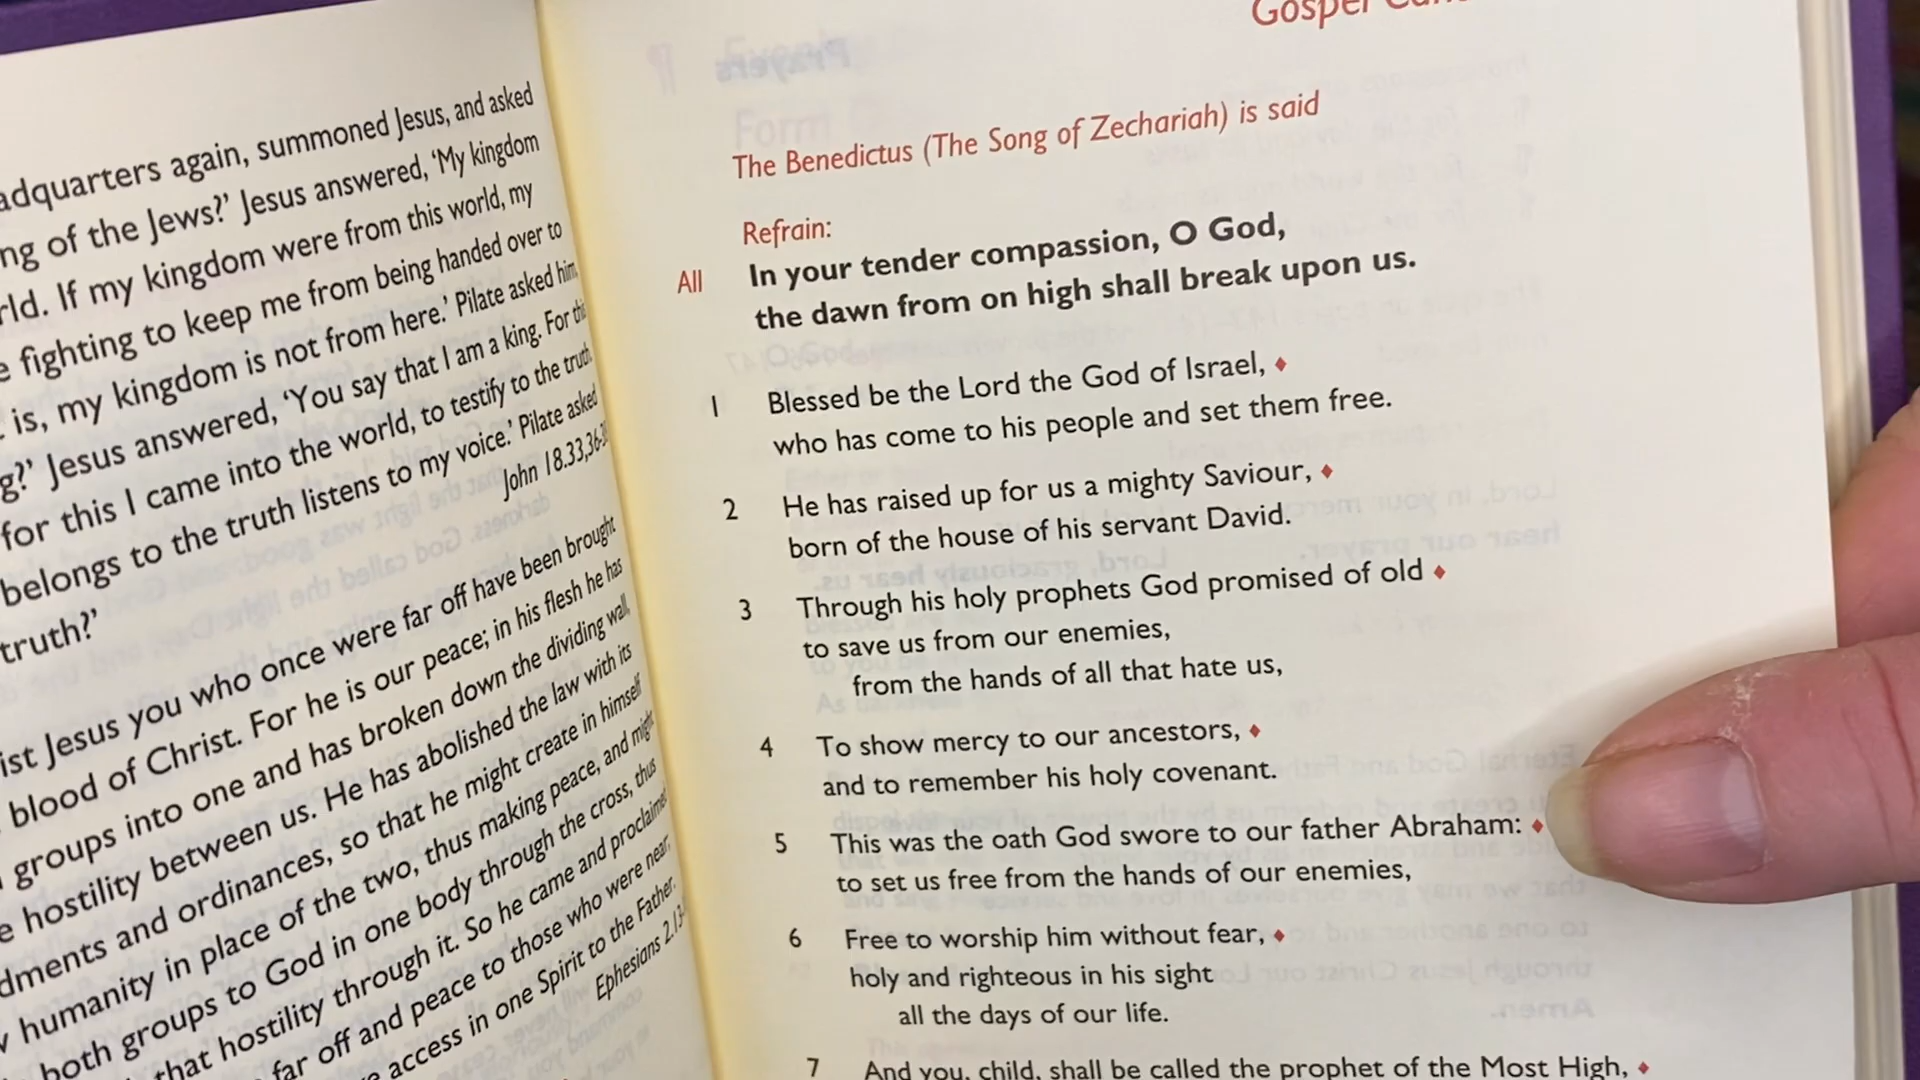 adquarters again, summoned Jesus, and asked
ng of the Jews?’ Jesus answered, ‘My kingdom
rld. If my kingdom were from this world, my
e fighting to keep me from being handed over to
t is, my kingdom is not from here.’ Pilate asked him,
g?’ Jesus answered, ‘You say that I am a king. For this
for this I came into the world, to testify to the truth.
belongs to the truth listens to my voice.’ Pilate asked
truth?’
John 18.33,36-
ist Jesus you who once were far off have been brought
blood of Christ. For he is our peace; in his flesh he has
groups into one and has broken down the dividing wall,
e hostility between us. He has abolished the law with its
dments and ordinances, so that he might create in himself
humanity in place of the two, thus making peace, and might
both groups to God in one body through the cross, thus
that hostility through it. So he came and proclaimed
far off and peace to those who were near.
access in one Spirit to the Father.
Ephesians 2.13-
Gospel
The Benedictus (The Song of Zechariah) is said
Refrain:
All In your tender compassion, O God,
the dawn from on high shall break upon us.
1 Blessed be the Lord the God of Israel, ♦
who has come to his people and set them free.
2 He has raised up for us a mighty Saviour, ♦
born of the house of his servant David.
3 Through his holy prophets God promised of old ♦
to save us from our enemies,
from the hands of all that hate us,
4 To show mercy to our ancestors, ♦
and to remember his holy covenant.
5 This was the oath God swore to our father Abraham: ♦
to set us free from the hands of our enemies,
6 Free to worship him without fear, ♦
holy and righteous in his sight
all the days of our life.
7 And you, child, shall be called the prophet of the Most High, ♦